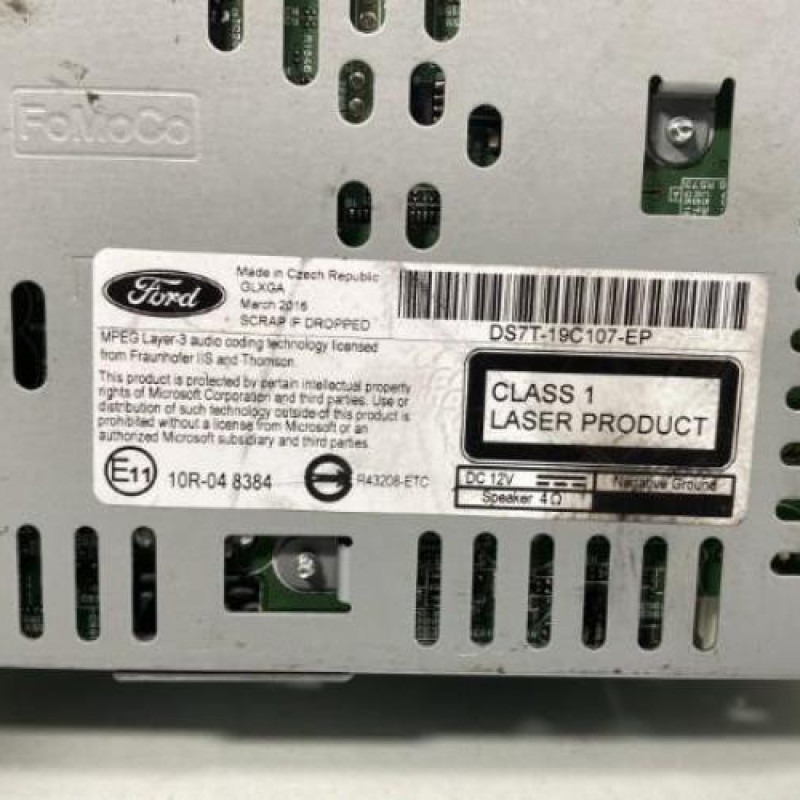 FoMoCo
Ford
Made in Czech Republic
GLXGA
March 2016
SCRAP IF DROPPED
DS7T-19C107-EP
MPEG Layer-3 audio coding technology licensed
from Fraunhofer IIS and Thomson.
This product is protected by certain intellectual property
rights of Microsoft Corporation and third parties. Use or
distribution of such technology outside of this product is
prohibited without a license from Microsoft or an
authorized Microsoft subsidiary and third parties.
CLASS 1
LASER PRODUCT
E11
10R-04 8384
R43208-ETC
DC 12V
Negative Ground
Speaker 4Ω